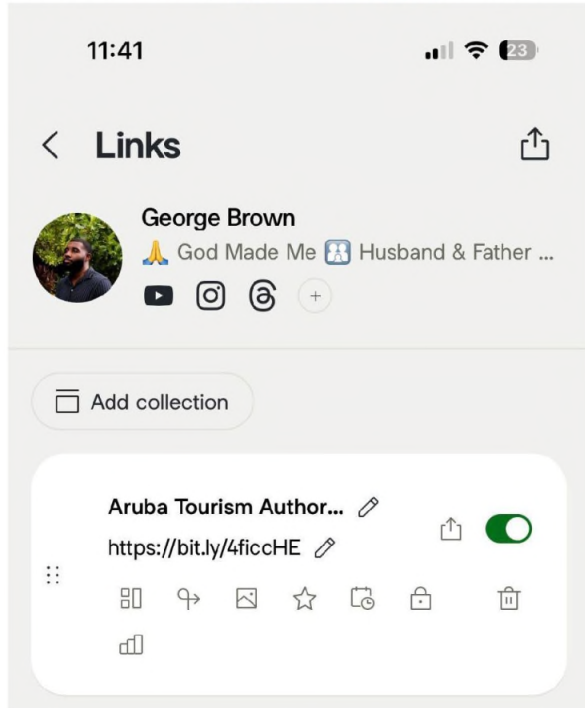 11:41
23
Links
George Brown
🙏 God Made Me 👨‍👦 Husband & Father ...
Add collection
Aruba Tourism Author...
https://bit.ly/4ficcHE